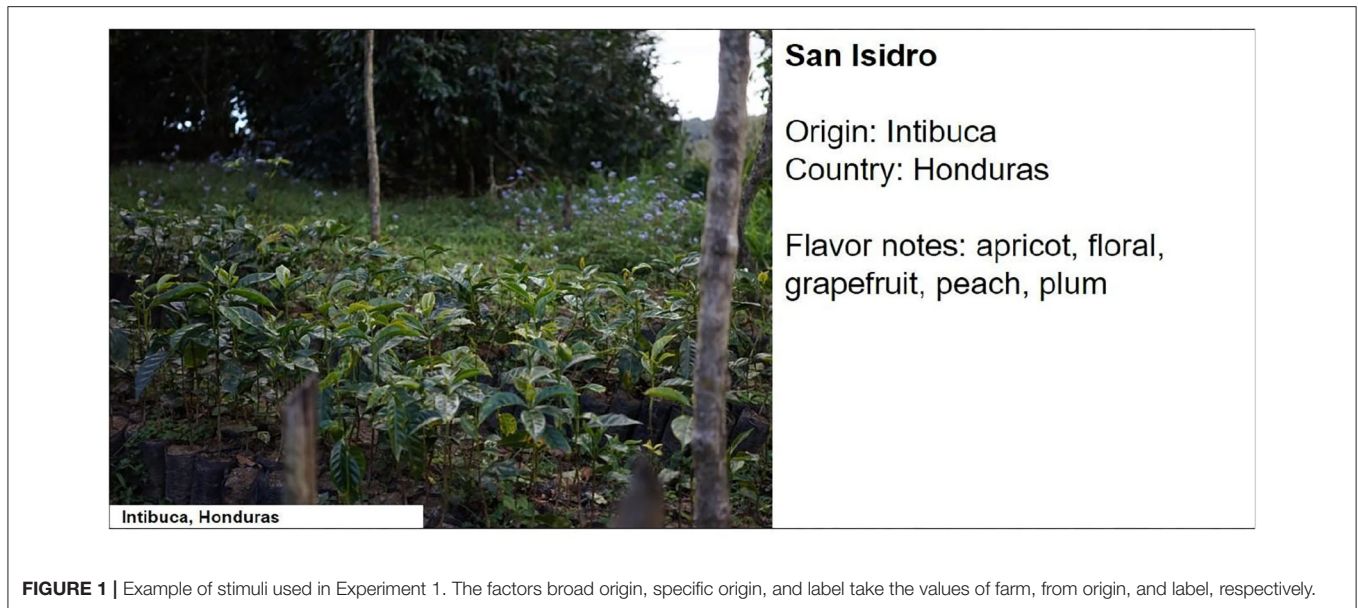 San Isidro
Origin: Intibuca
Country: Honduras
Flavor notes: apricot, floral,
grapefruit, peach, plum
Intibuca, Honduras
FIGURE 1 | Example of stimuli used in Experiment 1. The factors broad origin, specific origin, and label take the values of farm, from origin, and label, respectively.